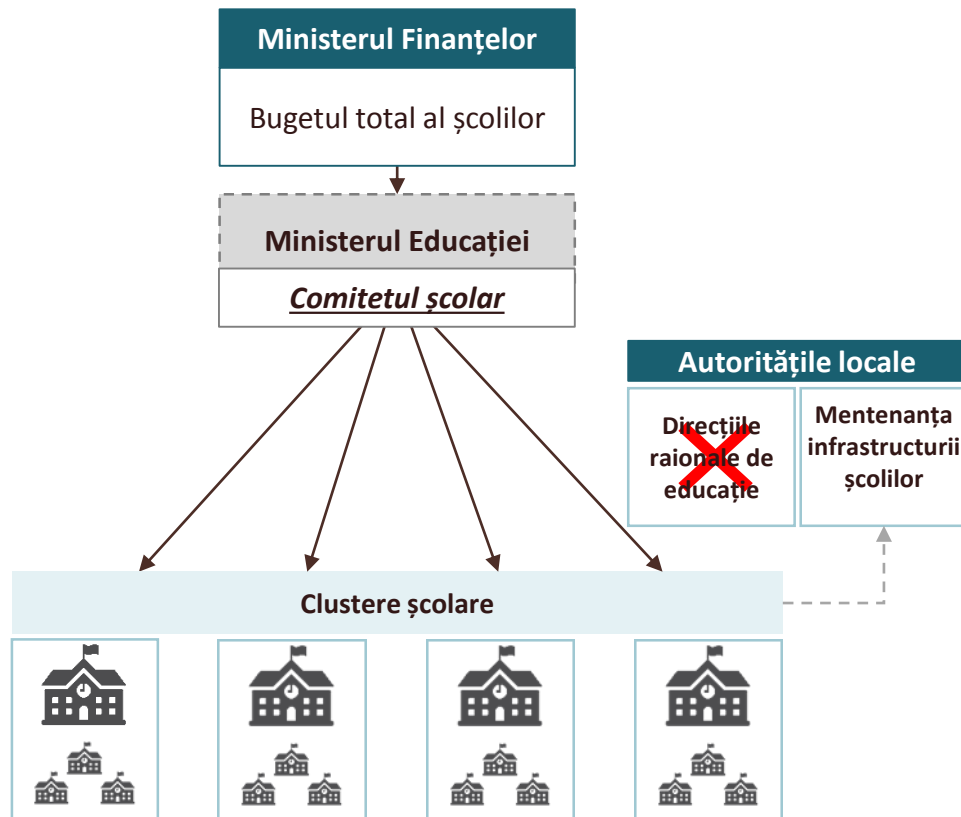 Ministerul Finanțelor
Bugetul total al școlilor
Ministerul Educației
Comitetul școlar
Autoritățile locale
Direcțiile
raionale de
educație
Mentenanța
infrastructurii
școlilor
Clustere școlare